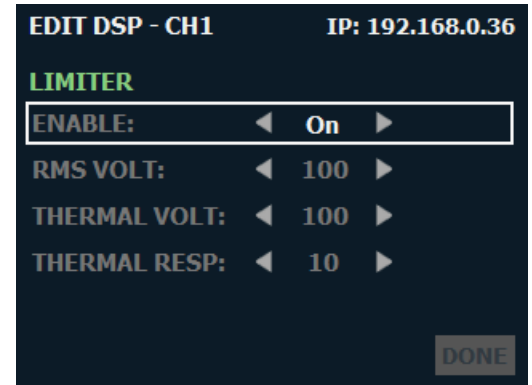 EDIT DSP - CH1 IP: 192.168.0.36
LIMITER
ENABLE: On
RMS VOLT: 100
THERMAL VOLT: 100
THERMAL RESP: 10
DONE